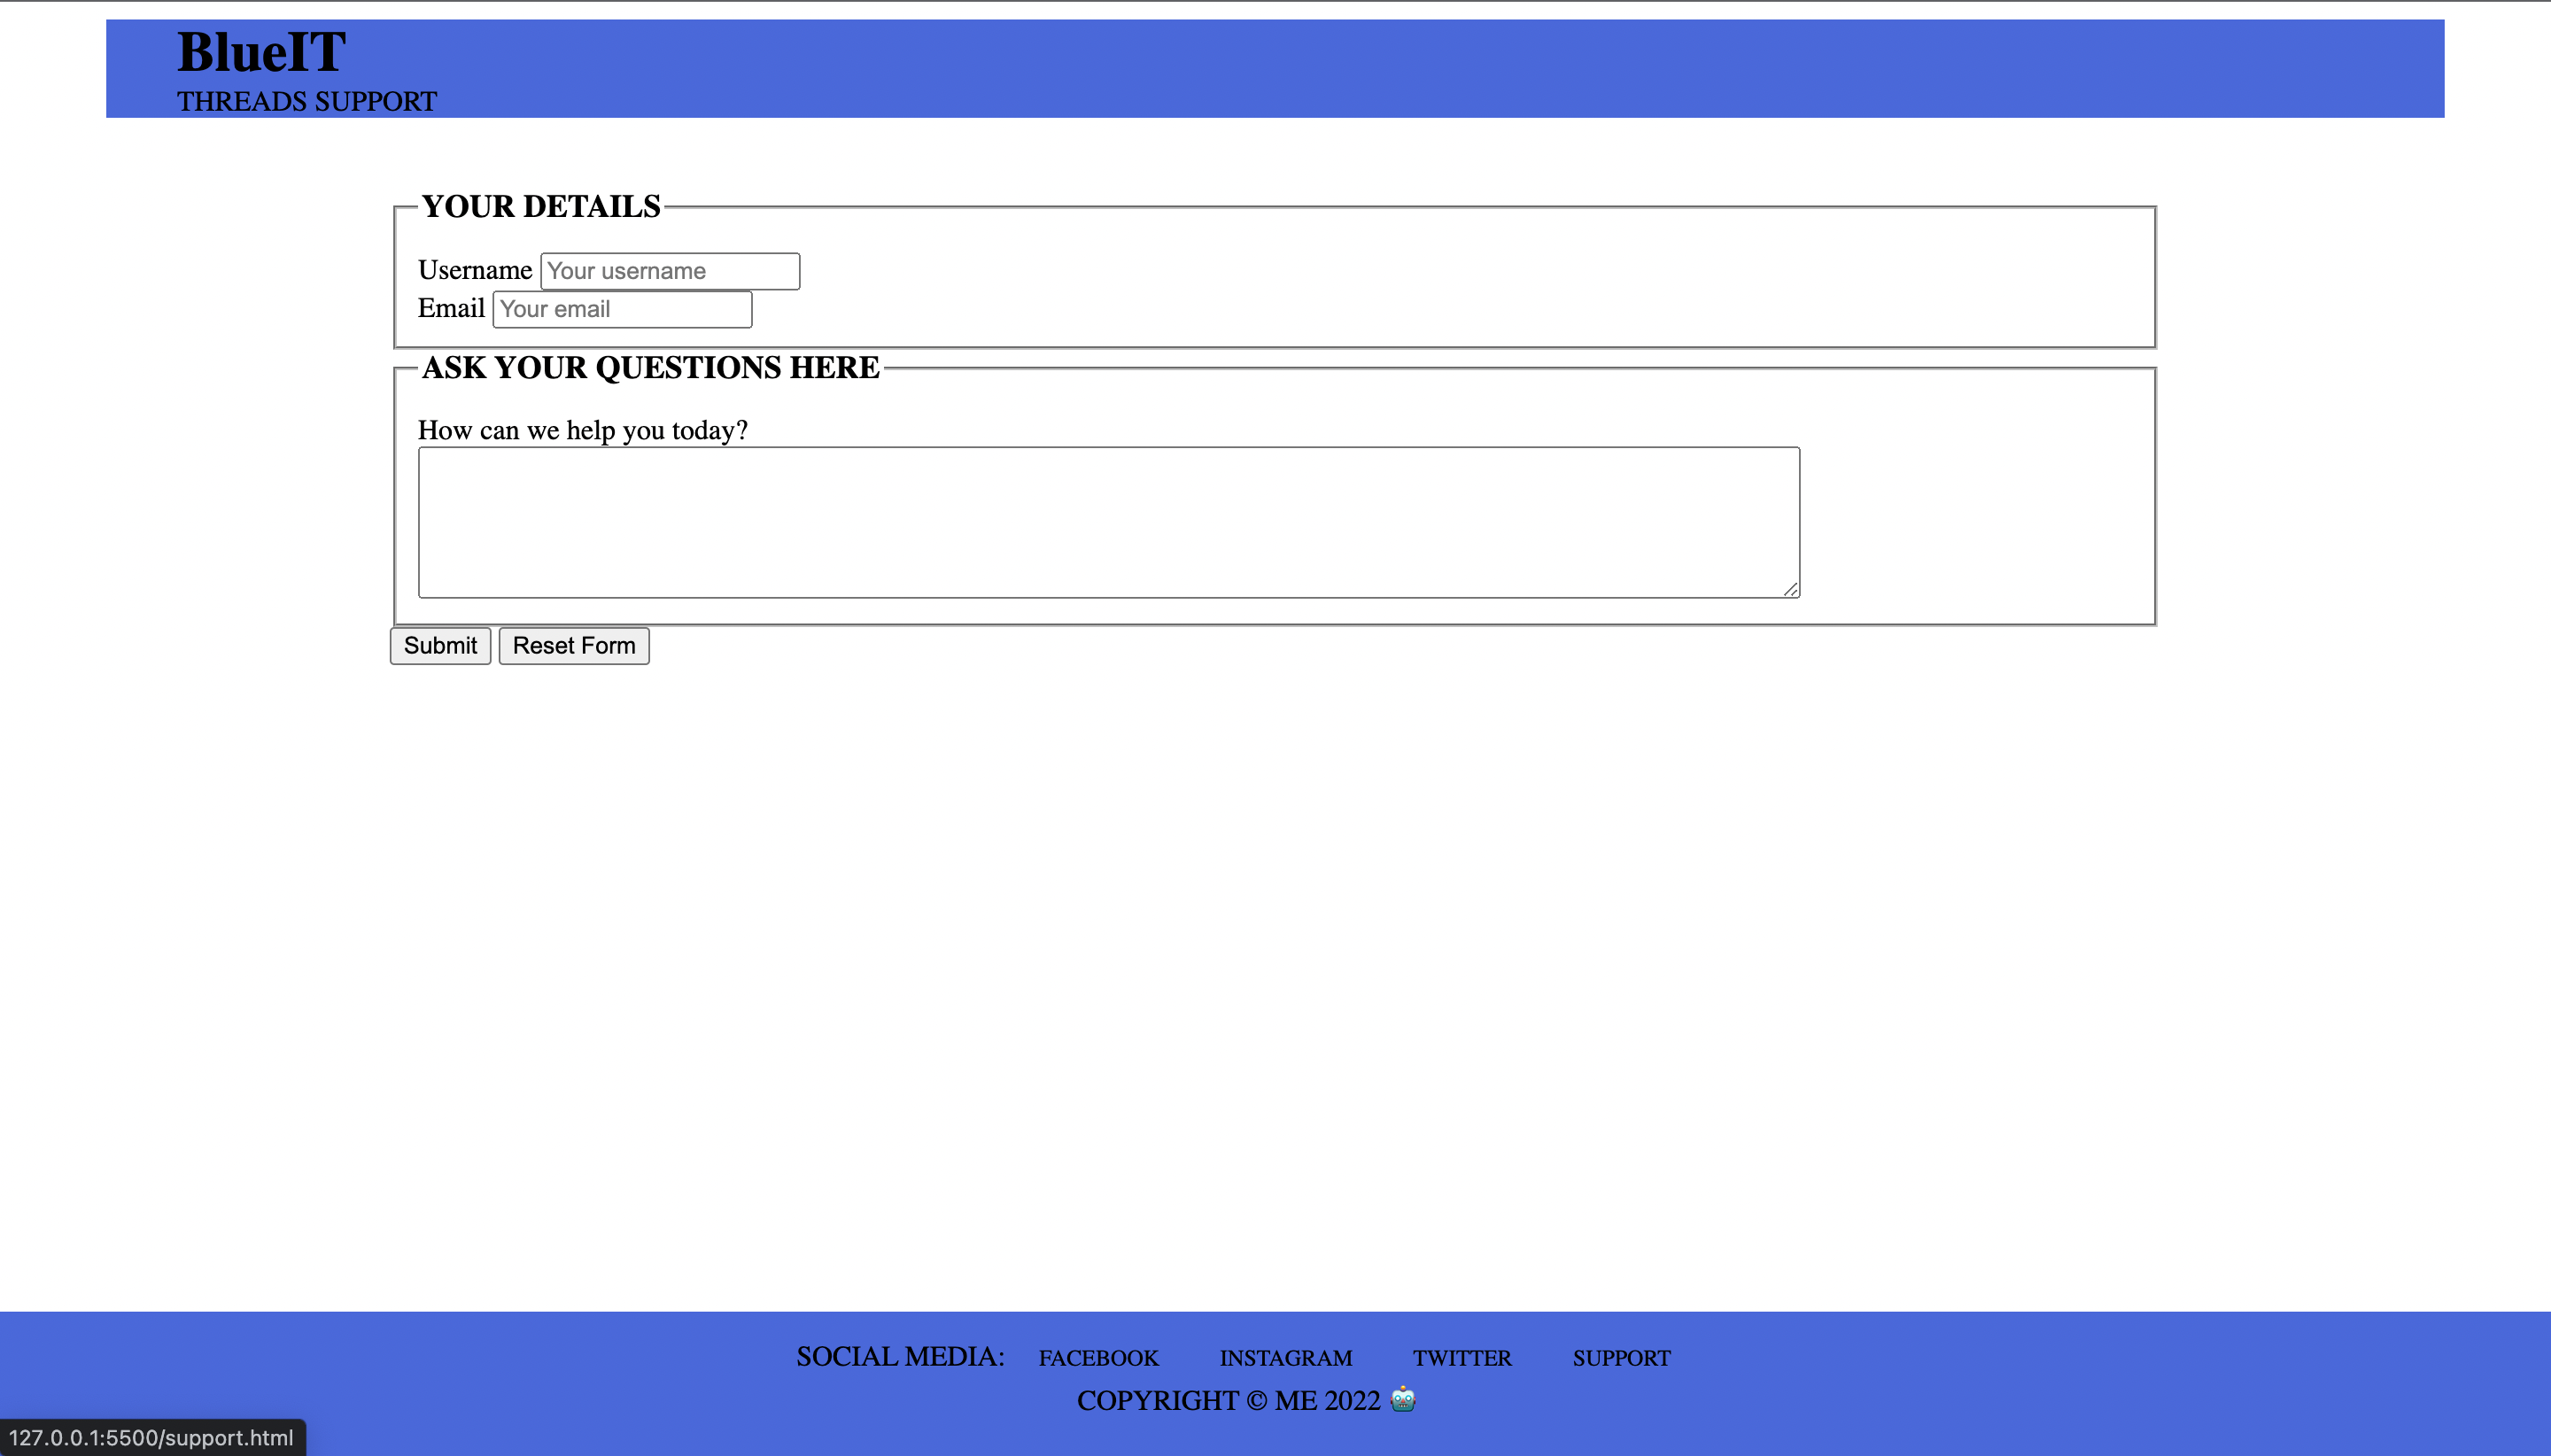 BlueIT
THREADS SUPPORT
YOUR DETAILS
Username Your username
Email Your email
ASK YOUR QUESTIONS HERE
How can we help you today?
Submit Reset Form
SOCIAL MEDIA: FACEBOOK INSTAGRAM TWITTER SUPPORT
COPYRIGHT © ME 2022 🤖
127.0.0.1:5500/support.html